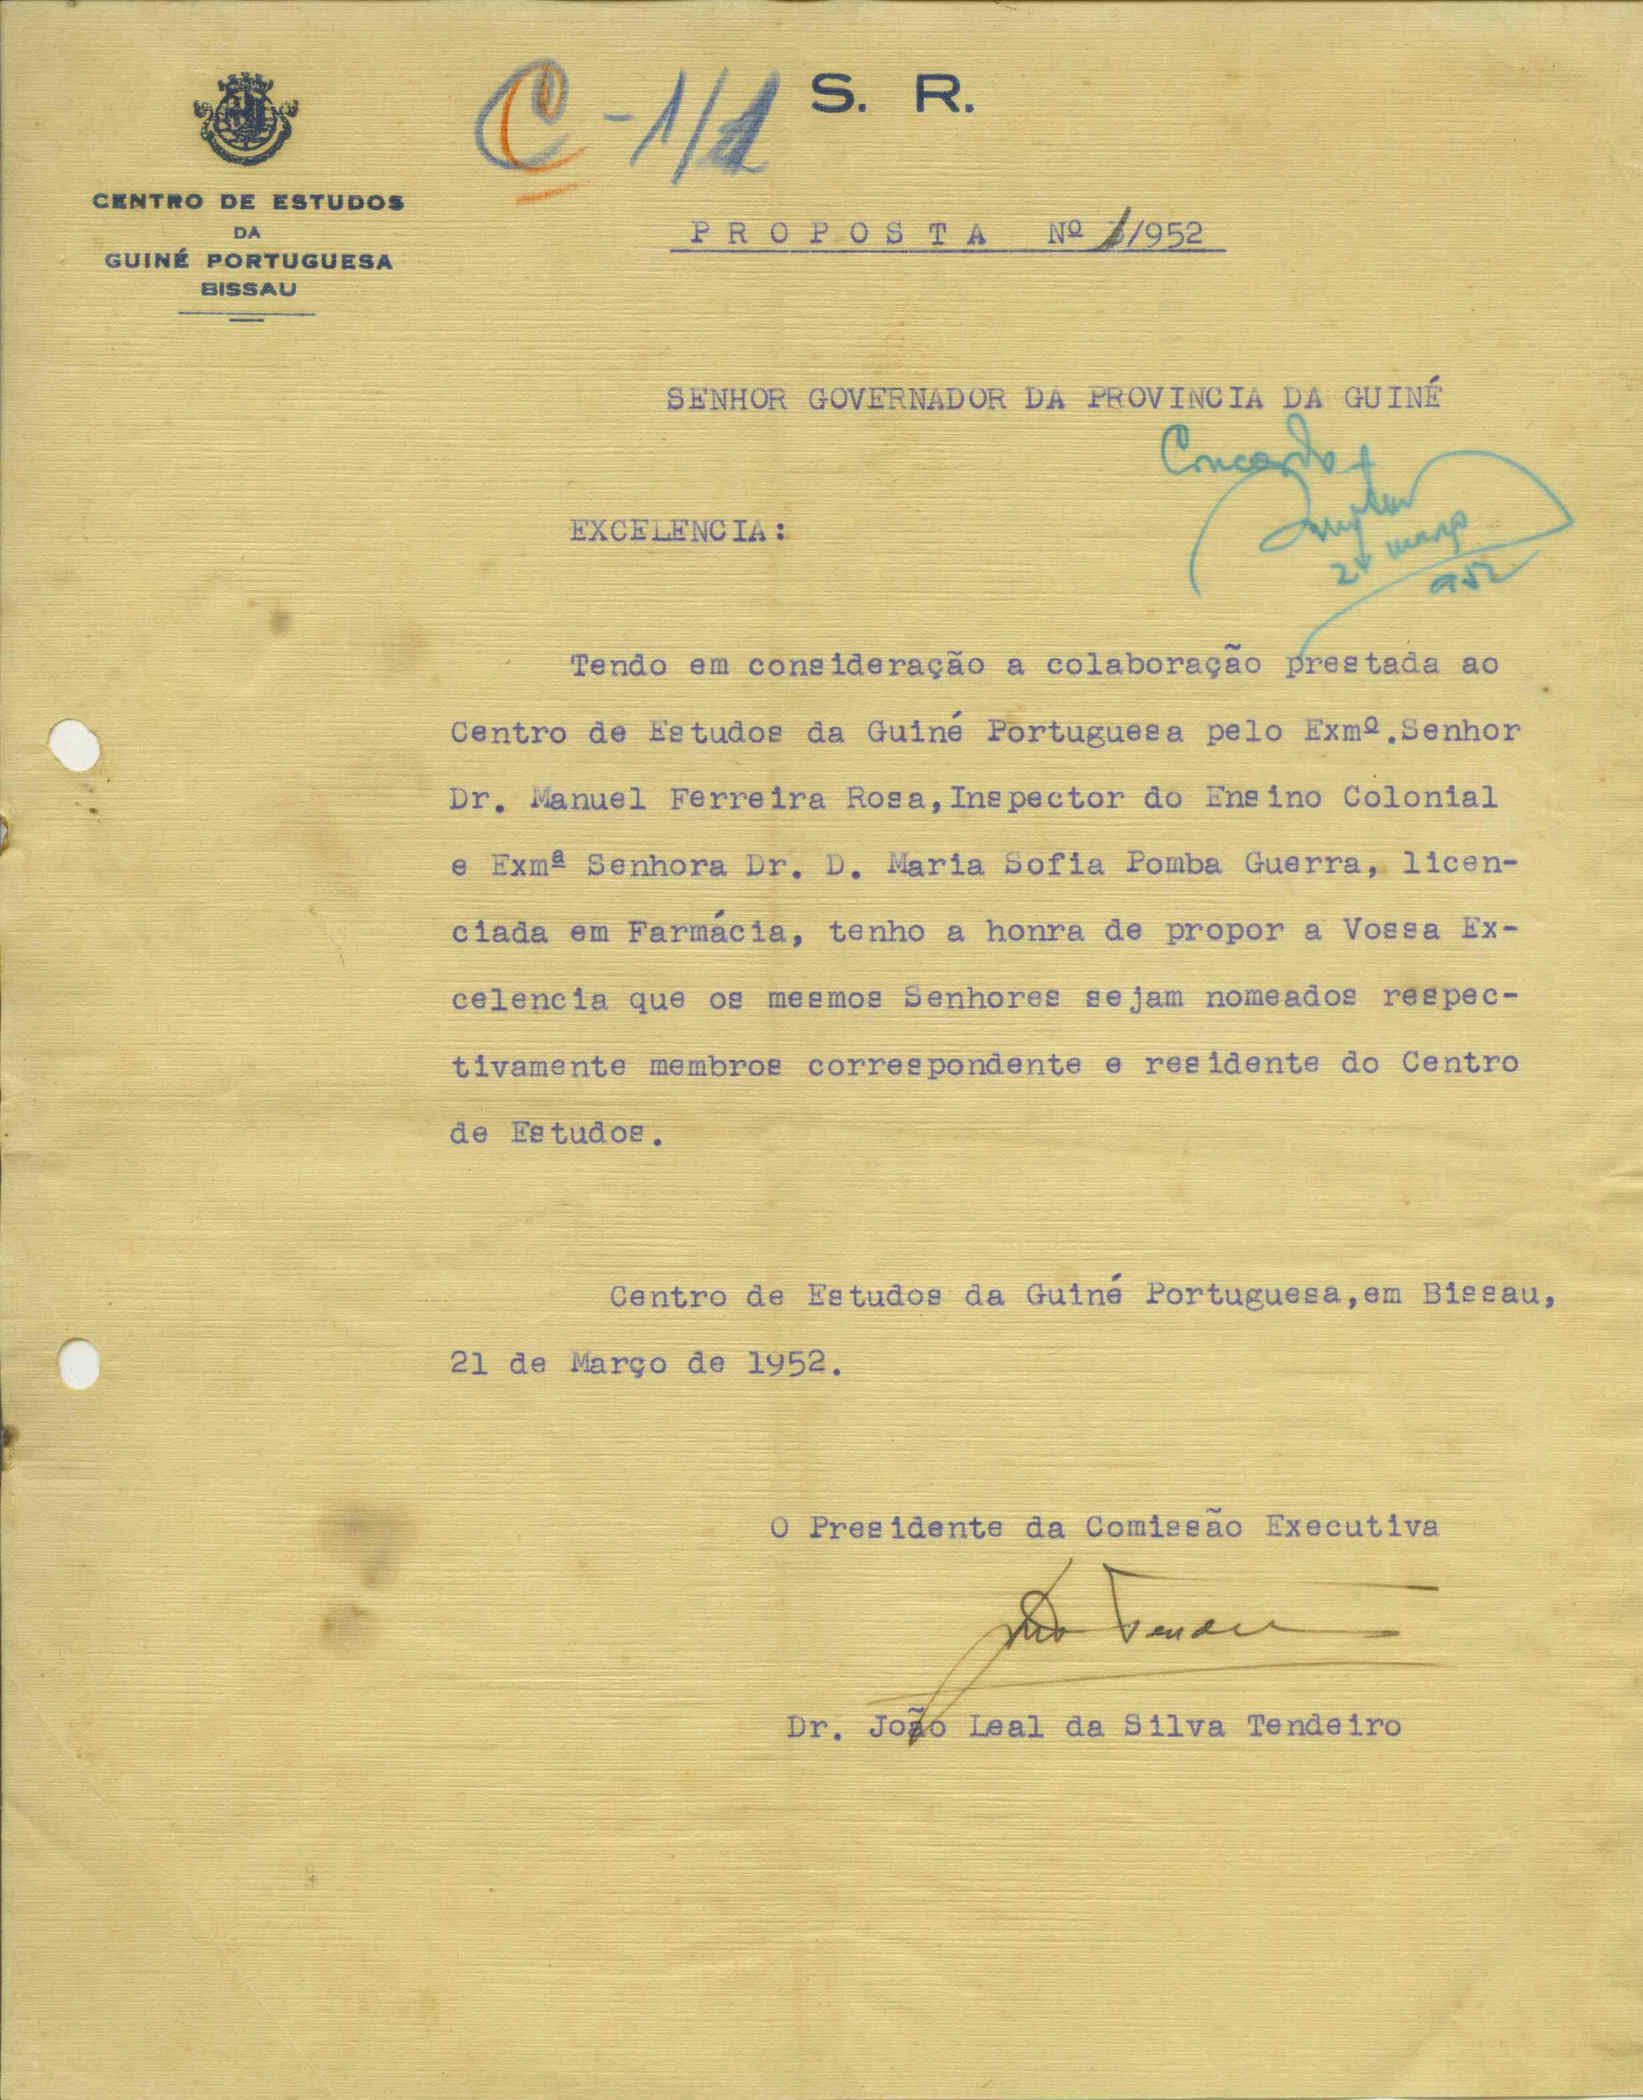 C - 1/
S. R.
CENTRO DE ESTUDOS
DA
GUINÉ PORTUGUESA
BISSAU
PROPOSTA Nº 1/952
SENHOR GOVERNADOR DA PROVINCIA DA GUINÉ
Concordo
março
952
EXCELENCIA:
Tendo em consideração a colaboração prestada ao
Centro de Estudos da Guiné Portuguesa pelo Exmº.Senhor
Dr. Manuel Ferreira Rosa,Inspector do Ensino Colonial
e Exmª Senhora Dr. D. Maria Sofia Pomba Guerra, licen-
ciada em Farmácia, tenho a honra de propor a Vossa Ex-
celencia que os mesmos Senhores sejam nomeados respec-
tivamente membros correspondente e residente do Centro
de Estudos.
Centro de Estudos da Guiné Portuguesa,em Bissau,
21 de Março de 1952.
O Presidente da Comissão Executiva
João Tendeiro
Dr. João Leal da Silva Tendeiro